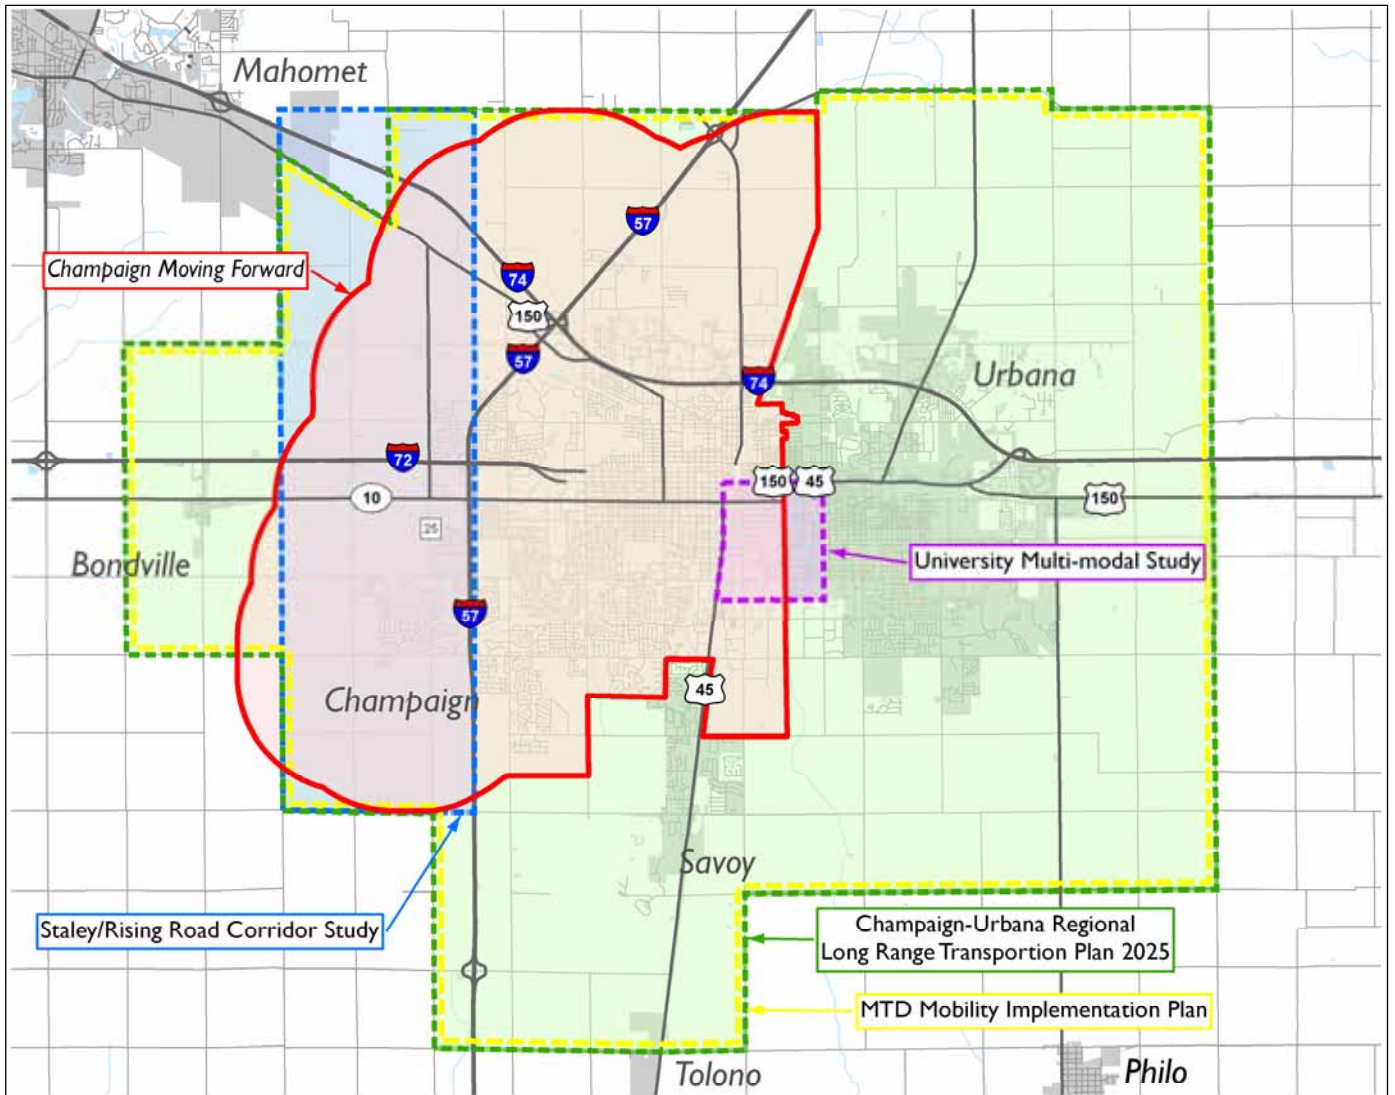 Mahomet
57
Champaign Moving Forward
74
150
57
74
Urbana
72
150
45
10
150
25
Bondville
University Multi-modal Study
57
45
Champaign
Savoy
Staley/Rising Road Corridor Study
Champaign-Urbana Regional
Long Range Transportion Plan 2025
MTD Mobility Implementation Plan
Tolono
Philo